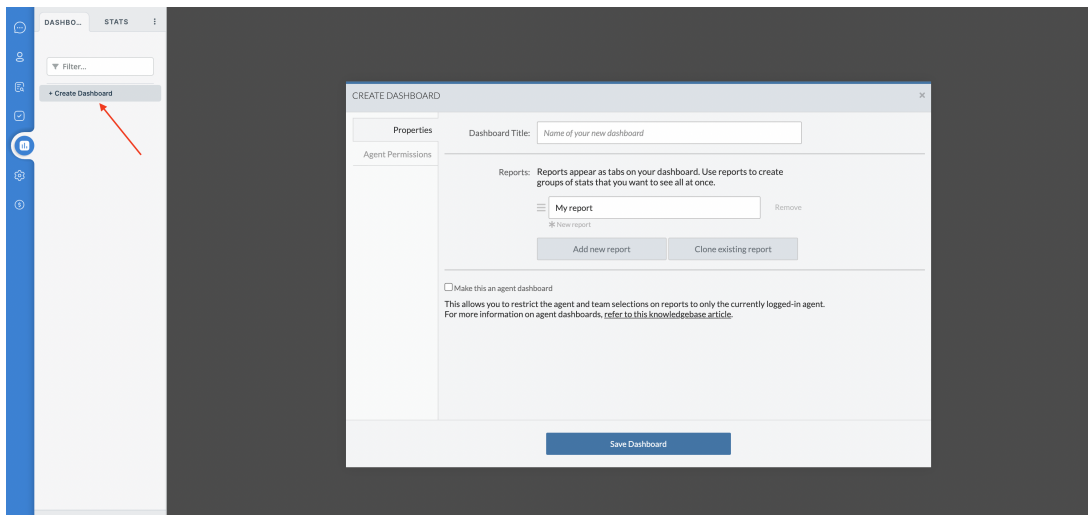 DASHBO...
STATS
Filter...
+ Create Dashboard
CREATE DASHBOARD
×
Properties
Agent Permissions
Dashboard Title:
Name of your new dashboard
Reports:
Reports appear as tabs on your dashboard. Use reports to create
groups of stats that you want to see all at once.
My report
Remove
✱ New report
Add new report
Clone existing report
Make this an agent dashboard
This allows you to restrict the agent and team selections on reports to only the currently logged-in agent.
For more information on agent dashboards, refer to this knowledgebase article.
Save Dashboard